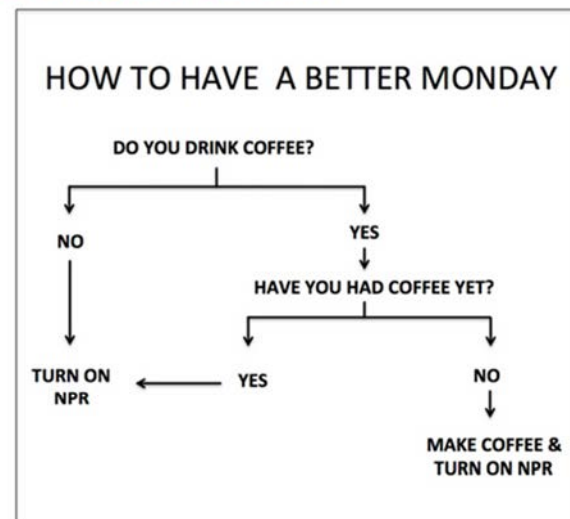 HOW TO HAVE A BETTER MONDAY
DO YOU DRINK COFFEE?
NO
YES
HAVE YOU HAD COFFEE YET?
TURN ON
NPR
YES
NO
MAKE COFFEE &
TURN ON NPR